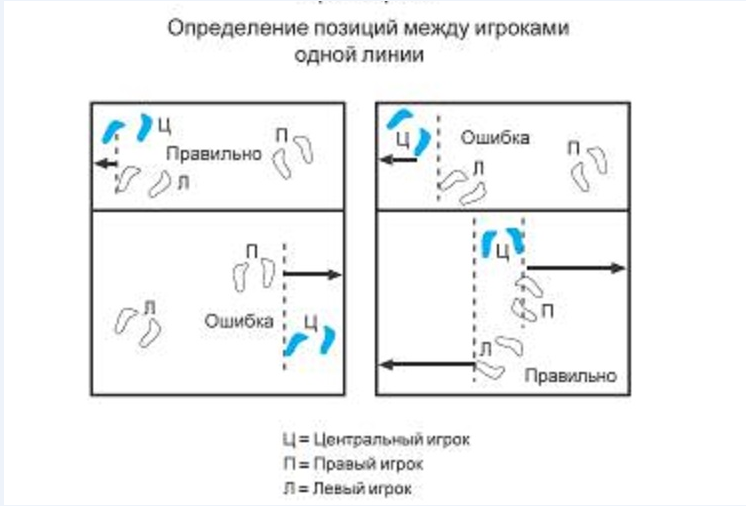 Определение позиций между игроками
одной линии
Ц
П
Правильно
Л
Ц
Ошибка
П
Л
П
Л
Ошибка
Ц
Ц
П
Л
Правильно
Ц = Центральный игрок
П = Правый игрок
Л = Левый игрок